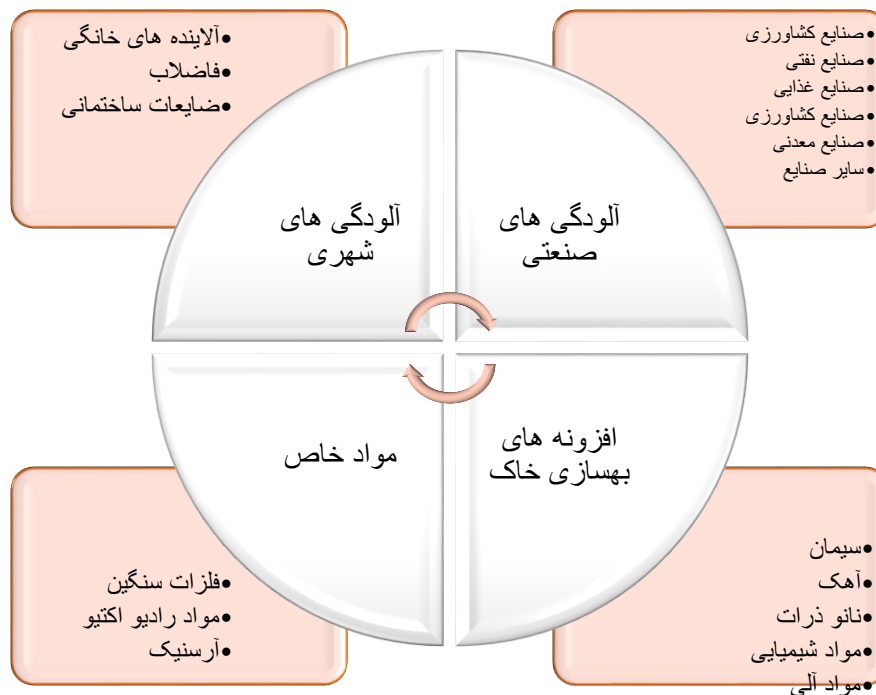 •آلاینده های خانگی
•فاضلاب
•ضایعات ساختمانی
•صنایع کشاورزی
•صنایع نفتی
•صنایع غذایی
•صنایع کشاورزی
•صنایع معدنی
•سایر صنایع
آلودگی های
شهری
آلودگی های
صنعتی
مواد خاص
افزونه های
بهسازی خاک
•فلزات سنگین
•مواد رادیو اکتیو
•آرسنیک
•سیمان
•آهک
•نانو ذرات
•مواد شیمیایی
•مواد آلی